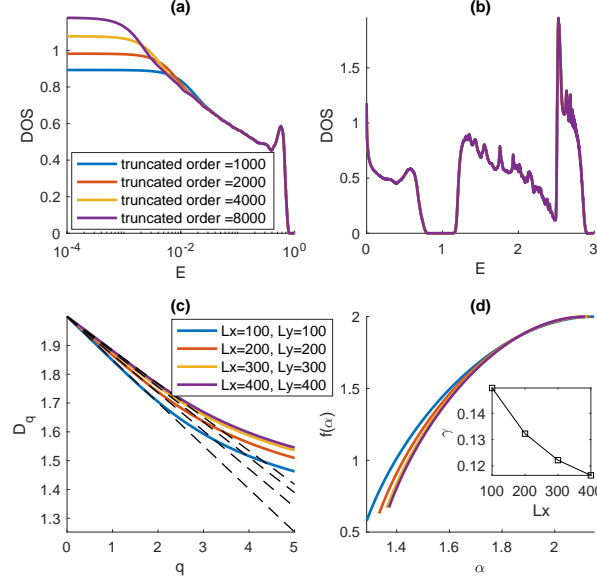 (a)
DOS
1
0.8
0.6
0.4
0.2
0
truncated order =1000
truncated order =2000
truncated order =4000
truncated order =8000
10^-4
10^-2
10^0
E
(b)
DOS
1.5
1
0.5
0
0
1
2
3
E
(c)
D_q
1.9
1.8
1.7
1.6
1.5
1.4
1.3
Lx=100, Ly=100
Lx=200, Ly=200
Lx=300, Ly=300
Lx=400, Ly=400
0
1
2
3
4
5
q
(d)
f(α)
2
1.5
1
0.5
1.4
1.6
1.8
2
α
γ
0.14
0.13
0.12
100
200
300
400
Lx